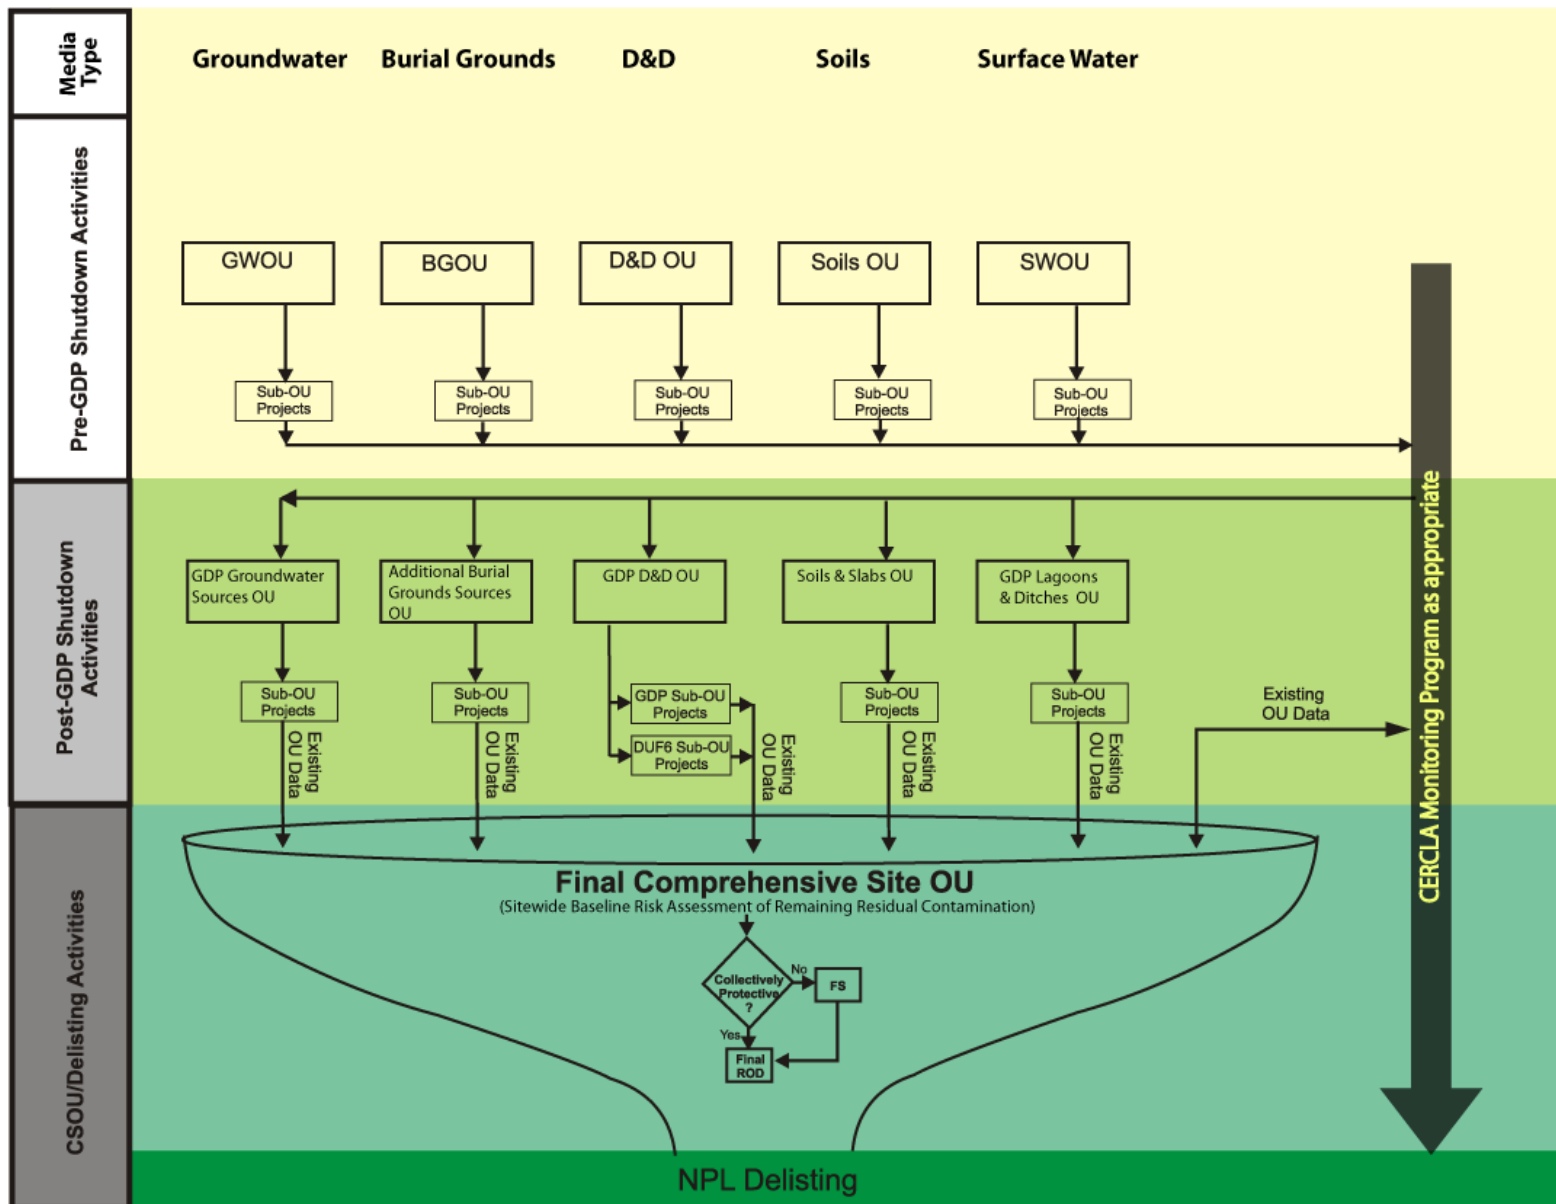 Media
Type
Groundwater
Burial Grounds
D&D
Soils
Surface Water
Pre-GDP Shutdown Activities
GWOU
BGOU
D&D OU
Soils OU
SWOU
Sub-OU
Projects
Sub-OU
Projects
Sub-OU
Projects
Sub-OU
Projects
Sub-OU
Projects
CERCLA Monitoring Program as appropriate
Post-GDP Shutdown
Activities
GDP Groundwater
Sources OU
Additional Burial
Grounds Sources
OU
GDP D&D OU
Soils & Slabs OU
GDP Lagoons
& Ditches OU
Sub-OU
Projects
Sub-OU
Projects
GDP Sub-OU
Projects
DUF6 Sub-OU
Projects
Sub-OU
Projects
Sub-OU
Projects
Existing
OU Data
Existing
OU Data
Existing
OU Data
Existing
OU Data
Existing
OU Data
Existing
OU Data
CSOU/Delisting Activities
Final Comprehensive Site OU
(Sitewide Baseline Risk Assessment of Remaining Residual Contamination)
Collectively
Protective
?
No
FS
Yes
Final
ROD
NPL Delisting